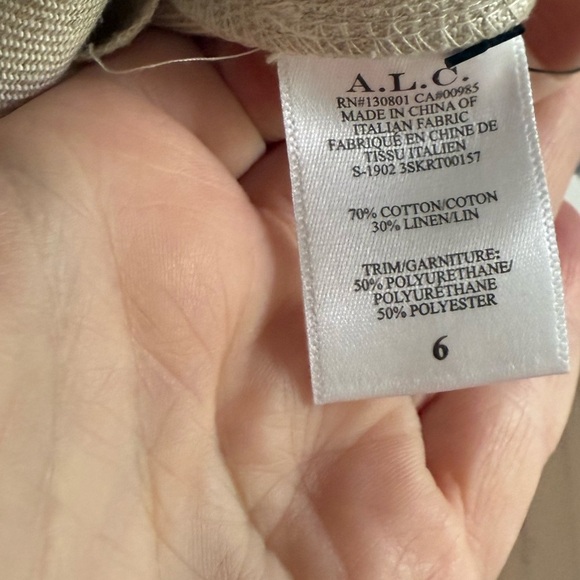 A.L.C.
RN#130801 CA#00985
MADE IN CHINA OF
ITALIAN FABRIC
FABRIQUÉ EN CHINE DE
TISSU ITALIEN
S-1902 3SKRT00157
70% COTTON/COTON
30% LINEN/LIN
TRIM/GARNITURE:
50% POLYURETHANE/
POLYURÉTHANE
50% POLYESTER
6